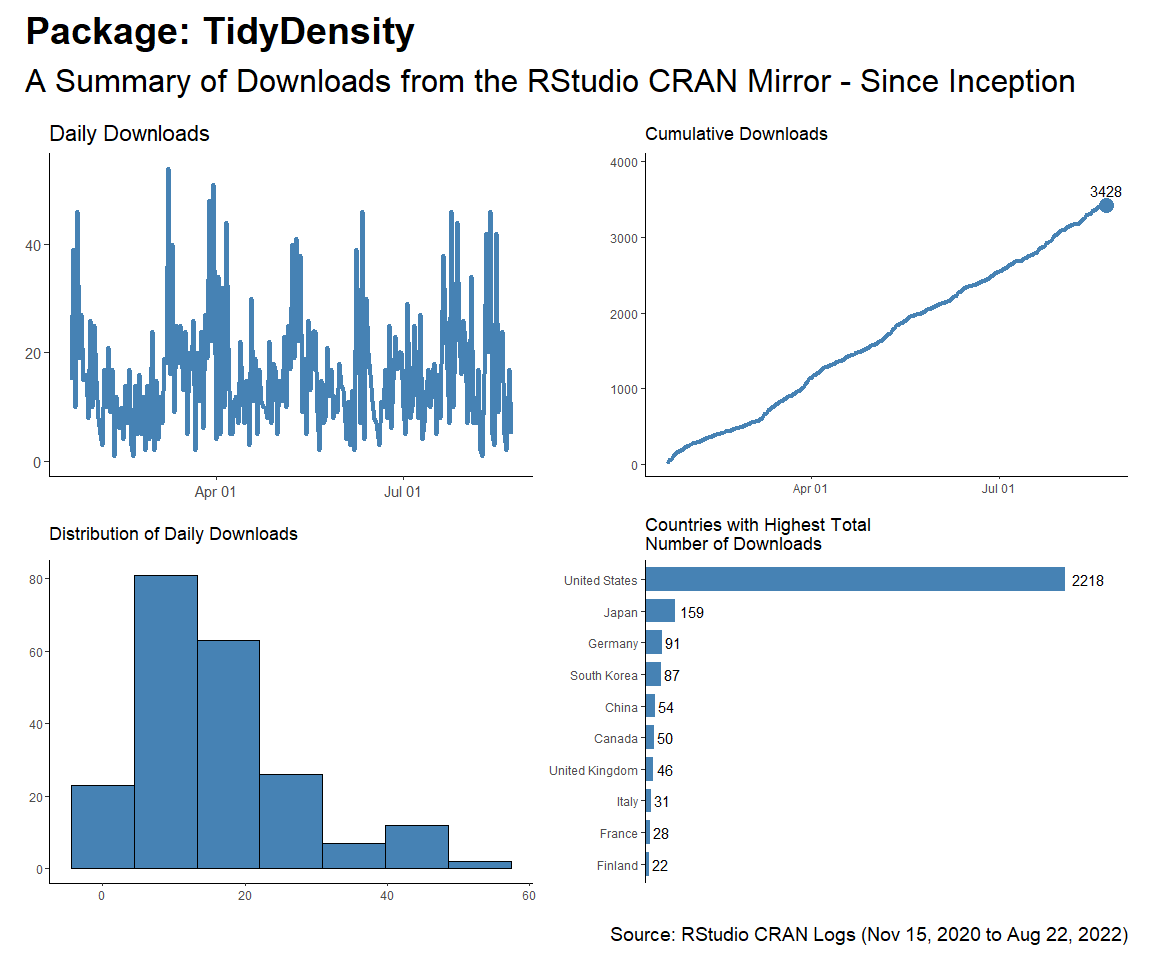 Package: TidyDensity
A Summary of Downloads from the RStudio CRAN Mirror - Since Inception
Daily Downloads
40
20
0
Apr 01
Jul 01
Cumulative Downloads
4000
3000
2000
1000
0
3428
Apr 01
Jul 01
Distribution of Daily Downloads
80
60
40
20
0
0
20
40
60
Countries with Highest Total
Number of Downloads
United States 2218
Japan 159
Germany 91
South Korea 87
China 54
Canada 50
United Kingdom 46
Italy 31
France 28
Finland 22
Source: RStudio CRAN Logs (Nov 15, 2020 to Aug 22, 2022)